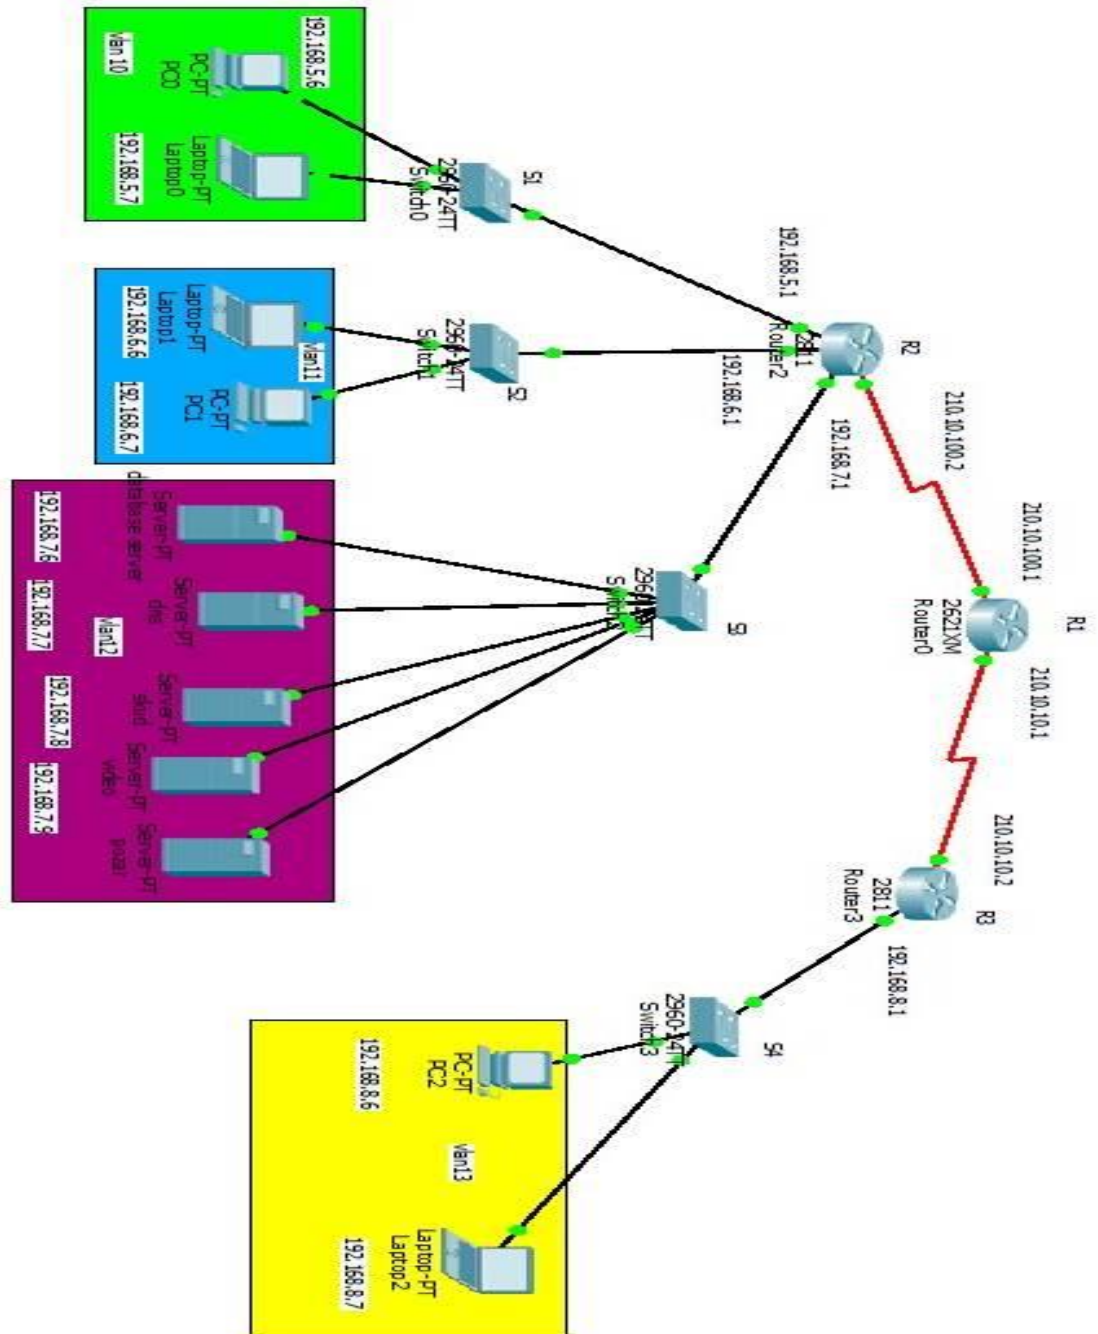 R1
210.10.100.1
210.10.10.1
2621XM
Router0
R2
210.10.100.2
192.168.5.1
2811
Router2
192.168.6.1
192.168.7.1
210.10.10.2
R3
2811
Router3
192.168.8.1
S1
2960-24TT
Switch0
S2
2960-24TT
Switch1
S3
S4
2960-24TT
Switch3
192.168.5.6
PC-PT
PC0
vlan 10
Laptop-PT
Laptop0
192.168.5.7
vlan11
Laptop-PT
Laptop1
192.168.6.6
PC-PT
PC1
192.168.6.7
Server-PT
database server
192.168.7.6
Server-PT
dns
192.168.7.7
vlan12
Server-PT
192.168.7.8
Server-PT
video
192.168.7.9
Server-PT
PC-PT
PC2
192.168.8.6
vlan13
Laptop-PT
Laptop2
192.168.8.7